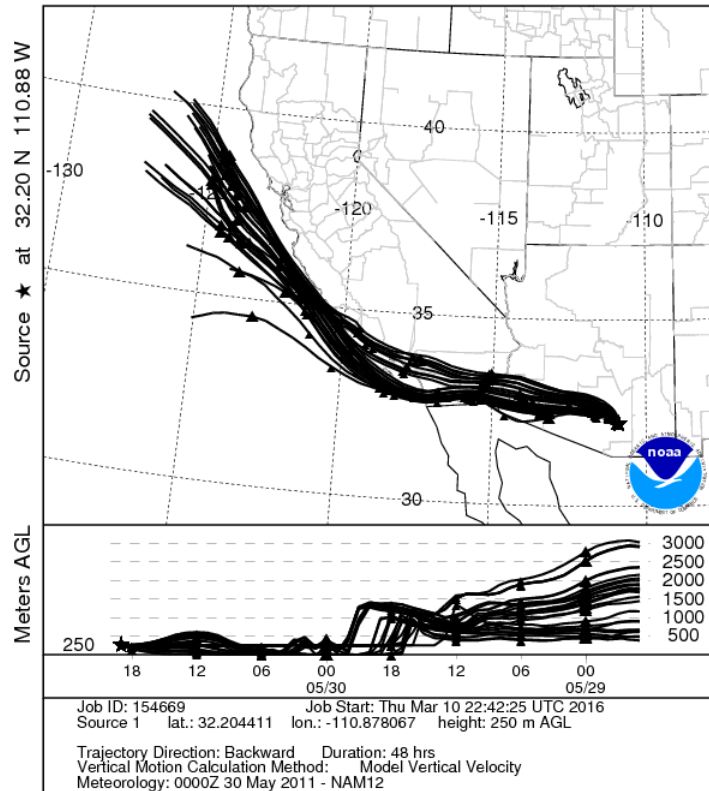 Source ★ at 32.20 N 110.88 W
-130
40
-120
-115
-110
35
30
noaa
Meters AGL
3000
2500
2000
1500
1000
500
250
18 12 06 00 18 12 06 00
05/30 05/29
Job ID: 154669 Job Start: Thu Mar 10 22:42:25 UTC 2016
Source 1 lat.: 32.204411 lon.: -110.878067 height: 250 m AGL
Trajectory Direction: Backward Duration: 48 hrs
Vertical Motion Calculation Method: Model Vertical Velocity
Meteorology: 0000Z 30 May 2011 - NAM12